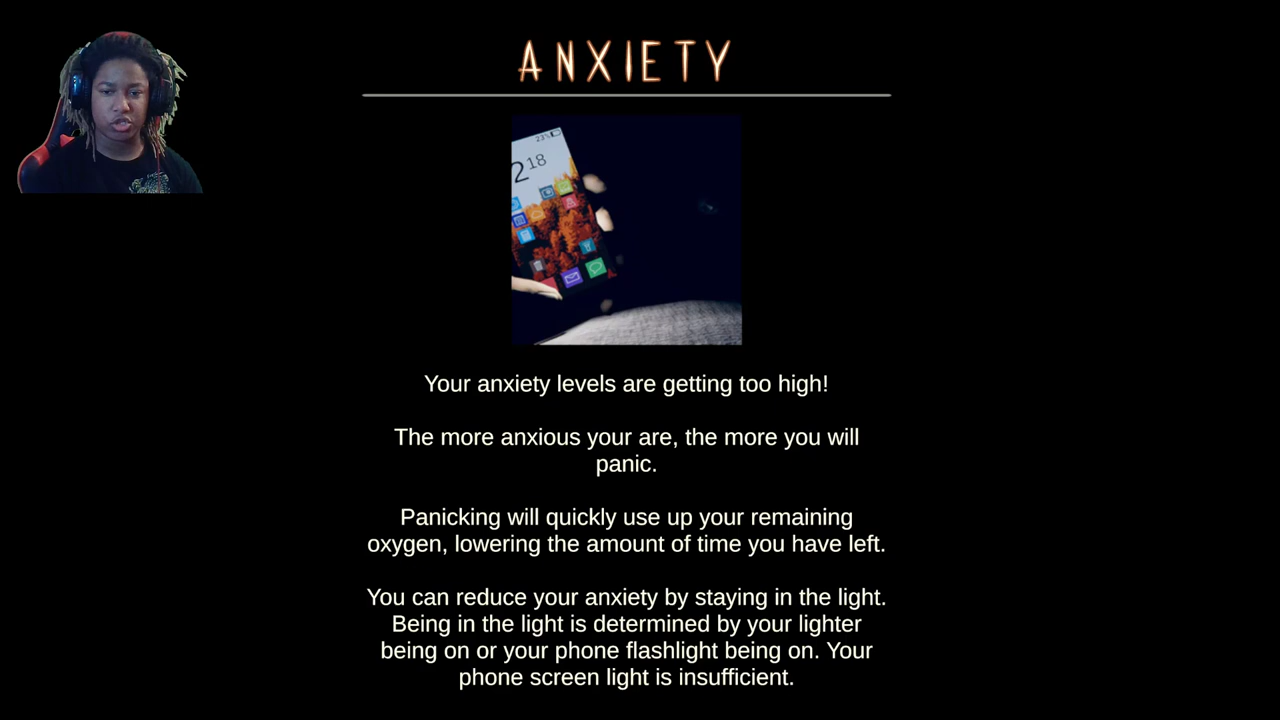 ANXIETY
23%
218
Your anxiety levels are getting too high!
The more anxious your are, the more you will
panic.
Panicking will quickly use up your remaining
oxygen, lowering the amount of time you have left.
You can reduce your anxiety by staying in the light.
Being in the light is determined by your lighter
being on or your phone flashlight being on. Your
phone screen light is insufficient.